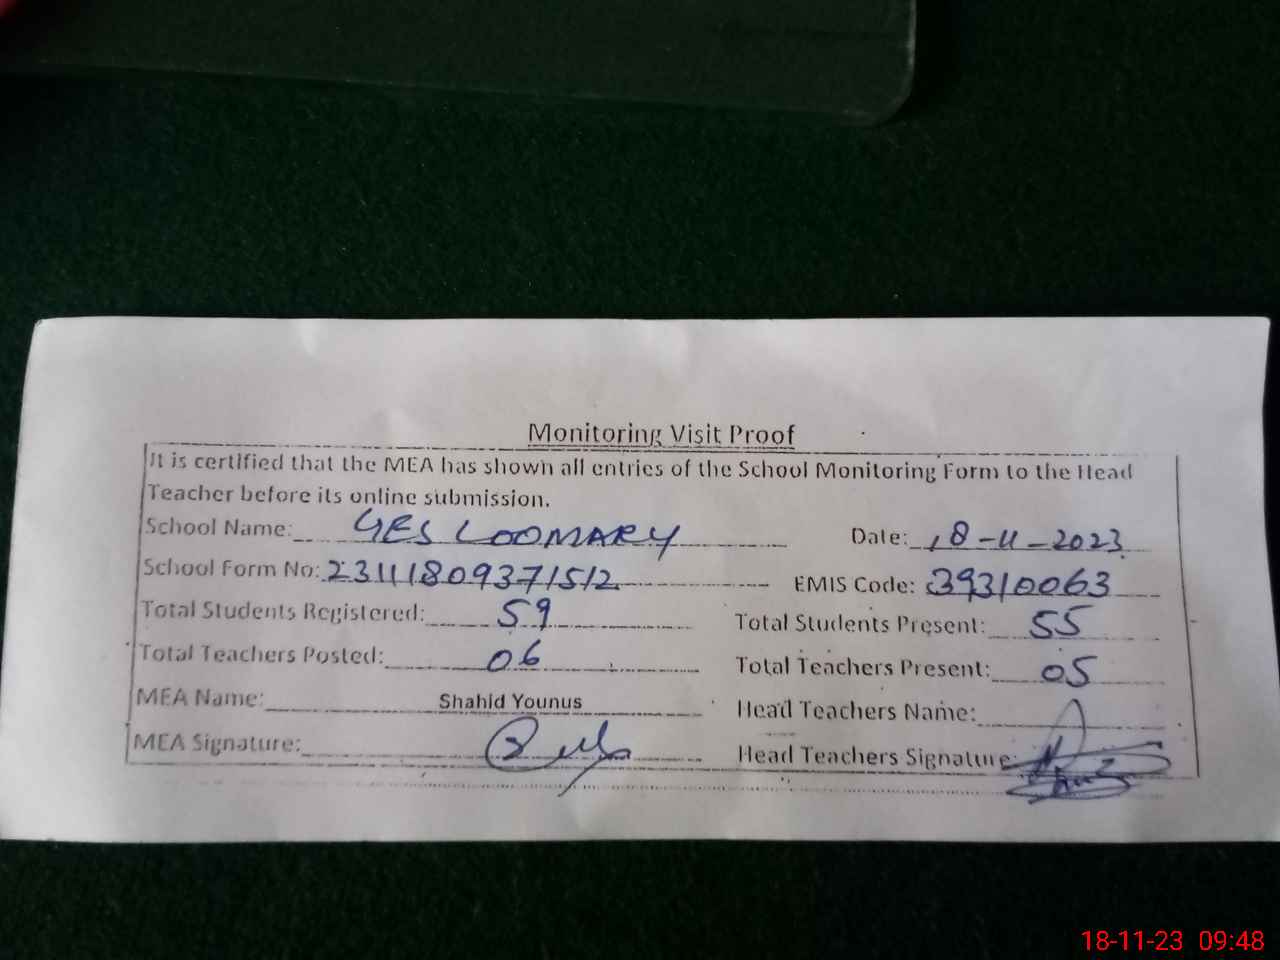 Monitoring Visit Proof
It is certified that the MEA has shown all entries of the School Monitoring Form to the Head
Teacher before its online submission.
School Name: GES LOOMARY Date: 18-11-2023
School Form No: 23111809371512 EMIS Code: 39310063
Total Students Registered: 59 Total Students Present: 55
Total Teachers Posted: 06 Total Teachers Present: 05
MEA Name: Shahid Younus Head Teachers Name:
MEA Signature: Head Teachers Signature:
18-11-23 09:48